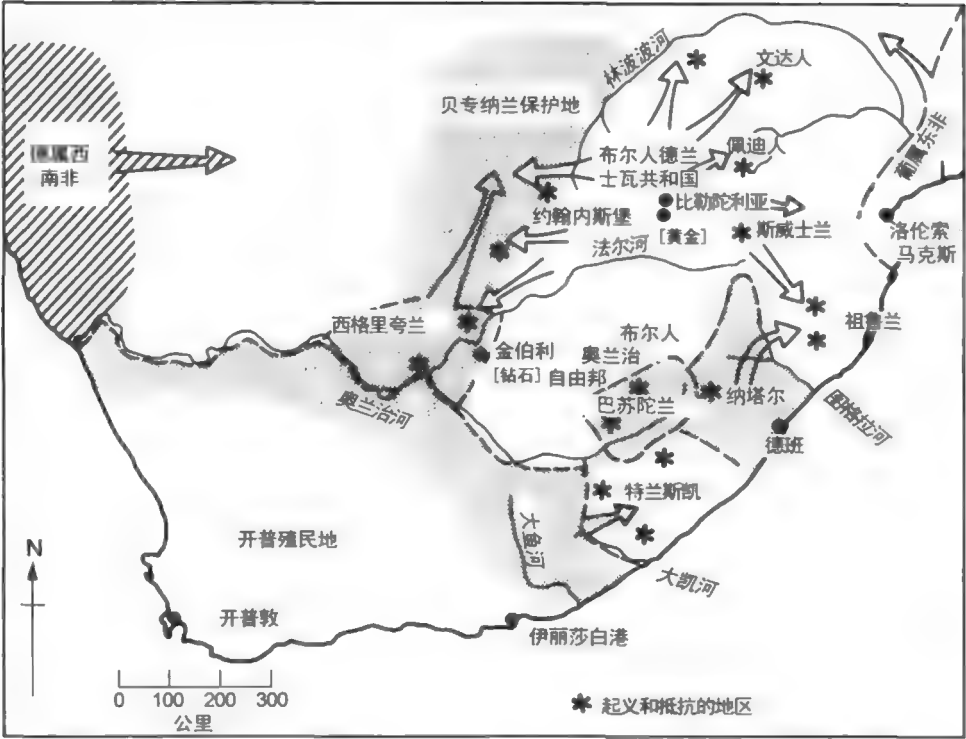 林波波河
文达人
贝专纳兰保护地
德属西
南非
布尔人德兰
士瓦共和国
佩迪人
葡属东非
比勒陀利亚
约翰内斯堡
[黄金]
斯威士兰
洛伦索
马克斯
法尔河
西格里夸兰
祖鲁兰
布尔人
奥兰治
自由邦
金伯利
[钻石]
巴苏陀兰
纳塔尔
图格拉河
奥兰治河
德班
特兰斯凯
大鱼河
开普殖民地
大凯河
N
开普敦
伊丽莎白港
0 100 200 300
公里
起义和抵抗的地区